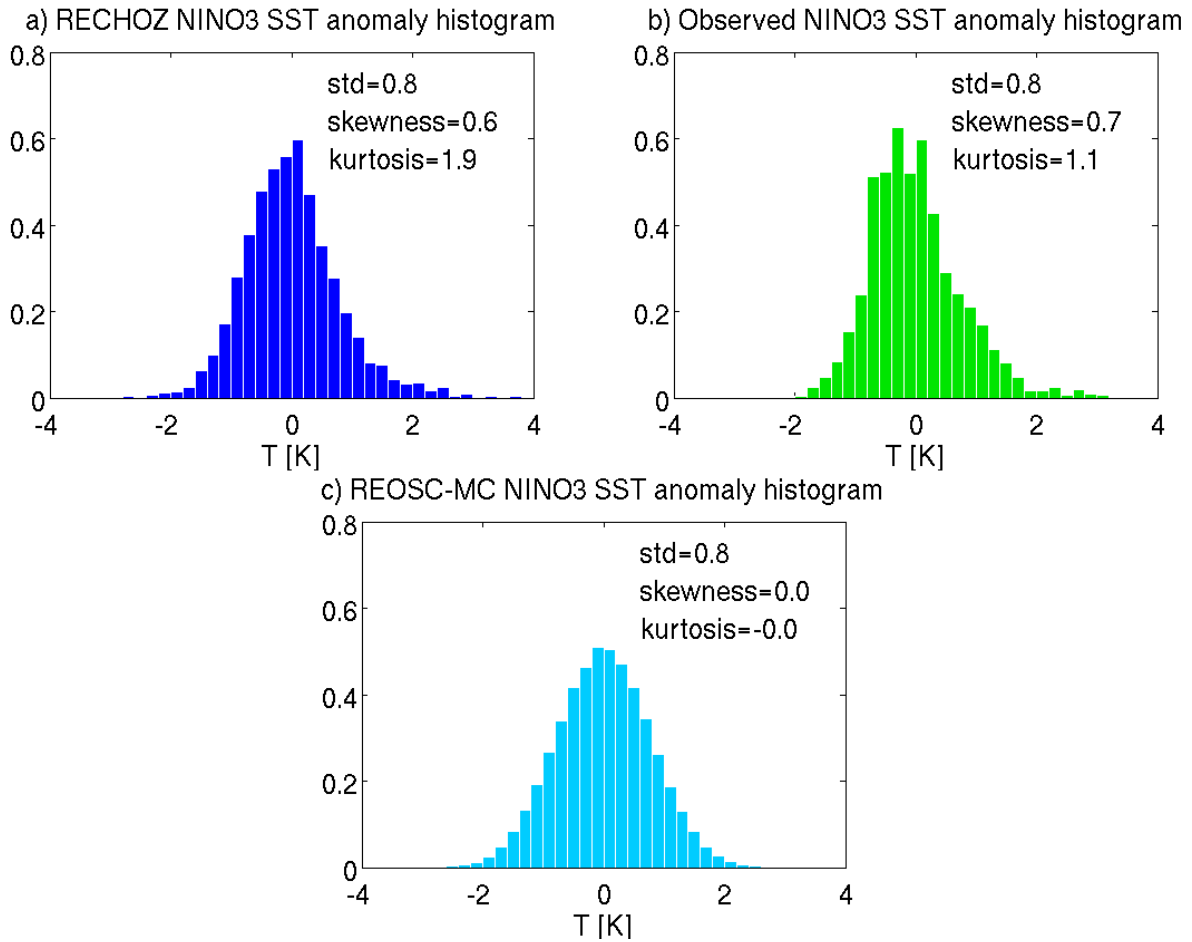 a) RECHOZ NINO3 SST anomaly histogram
0.8
0.6
0.4
0.2
0
std=0.8
skewness=0.6
kurtosis=1.9
-4 -2 0 2 4
T [K]
b) Observed NINO3 SST anomaly histogram
0.8
0.6
0.4
0.2
0
std=0.8
skewness=0.7
kurtosis=1.1
-4 -2 0 2 4
T [K]
c) REOSC-MC NINO3 SST anomaly histogram
0.8
0.6
0.4
0.2
0
std=0.8
skewness=0.0
kurtosis=-0.0
-4 -2 0 2 4
T [K]